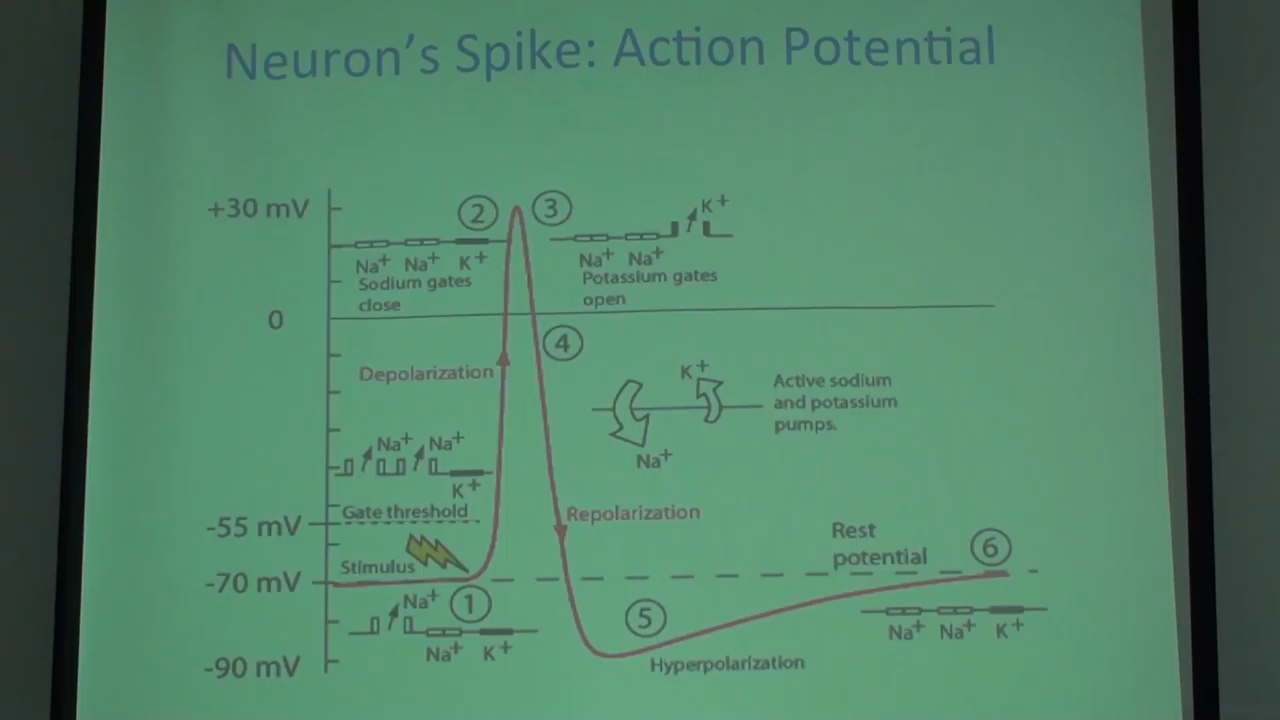 Neuron's Spike: Action Potential
+30 mV
2
3
K+
Na+ Na+ K+
Sodium gates
close
Na+ Na+
Potassium gates
open
0
4
Depolarization
K+
Active sodium
and potassium
pumps.
Na+
Na+ Na+
K+
Gate threshold
-55 mV
Repolarization
Stimulus
-70 mV
Rest
potential
6
Na+
1
Na+ K+
5
Na+ Na+ K+
-90 mV
Hyperpolarization